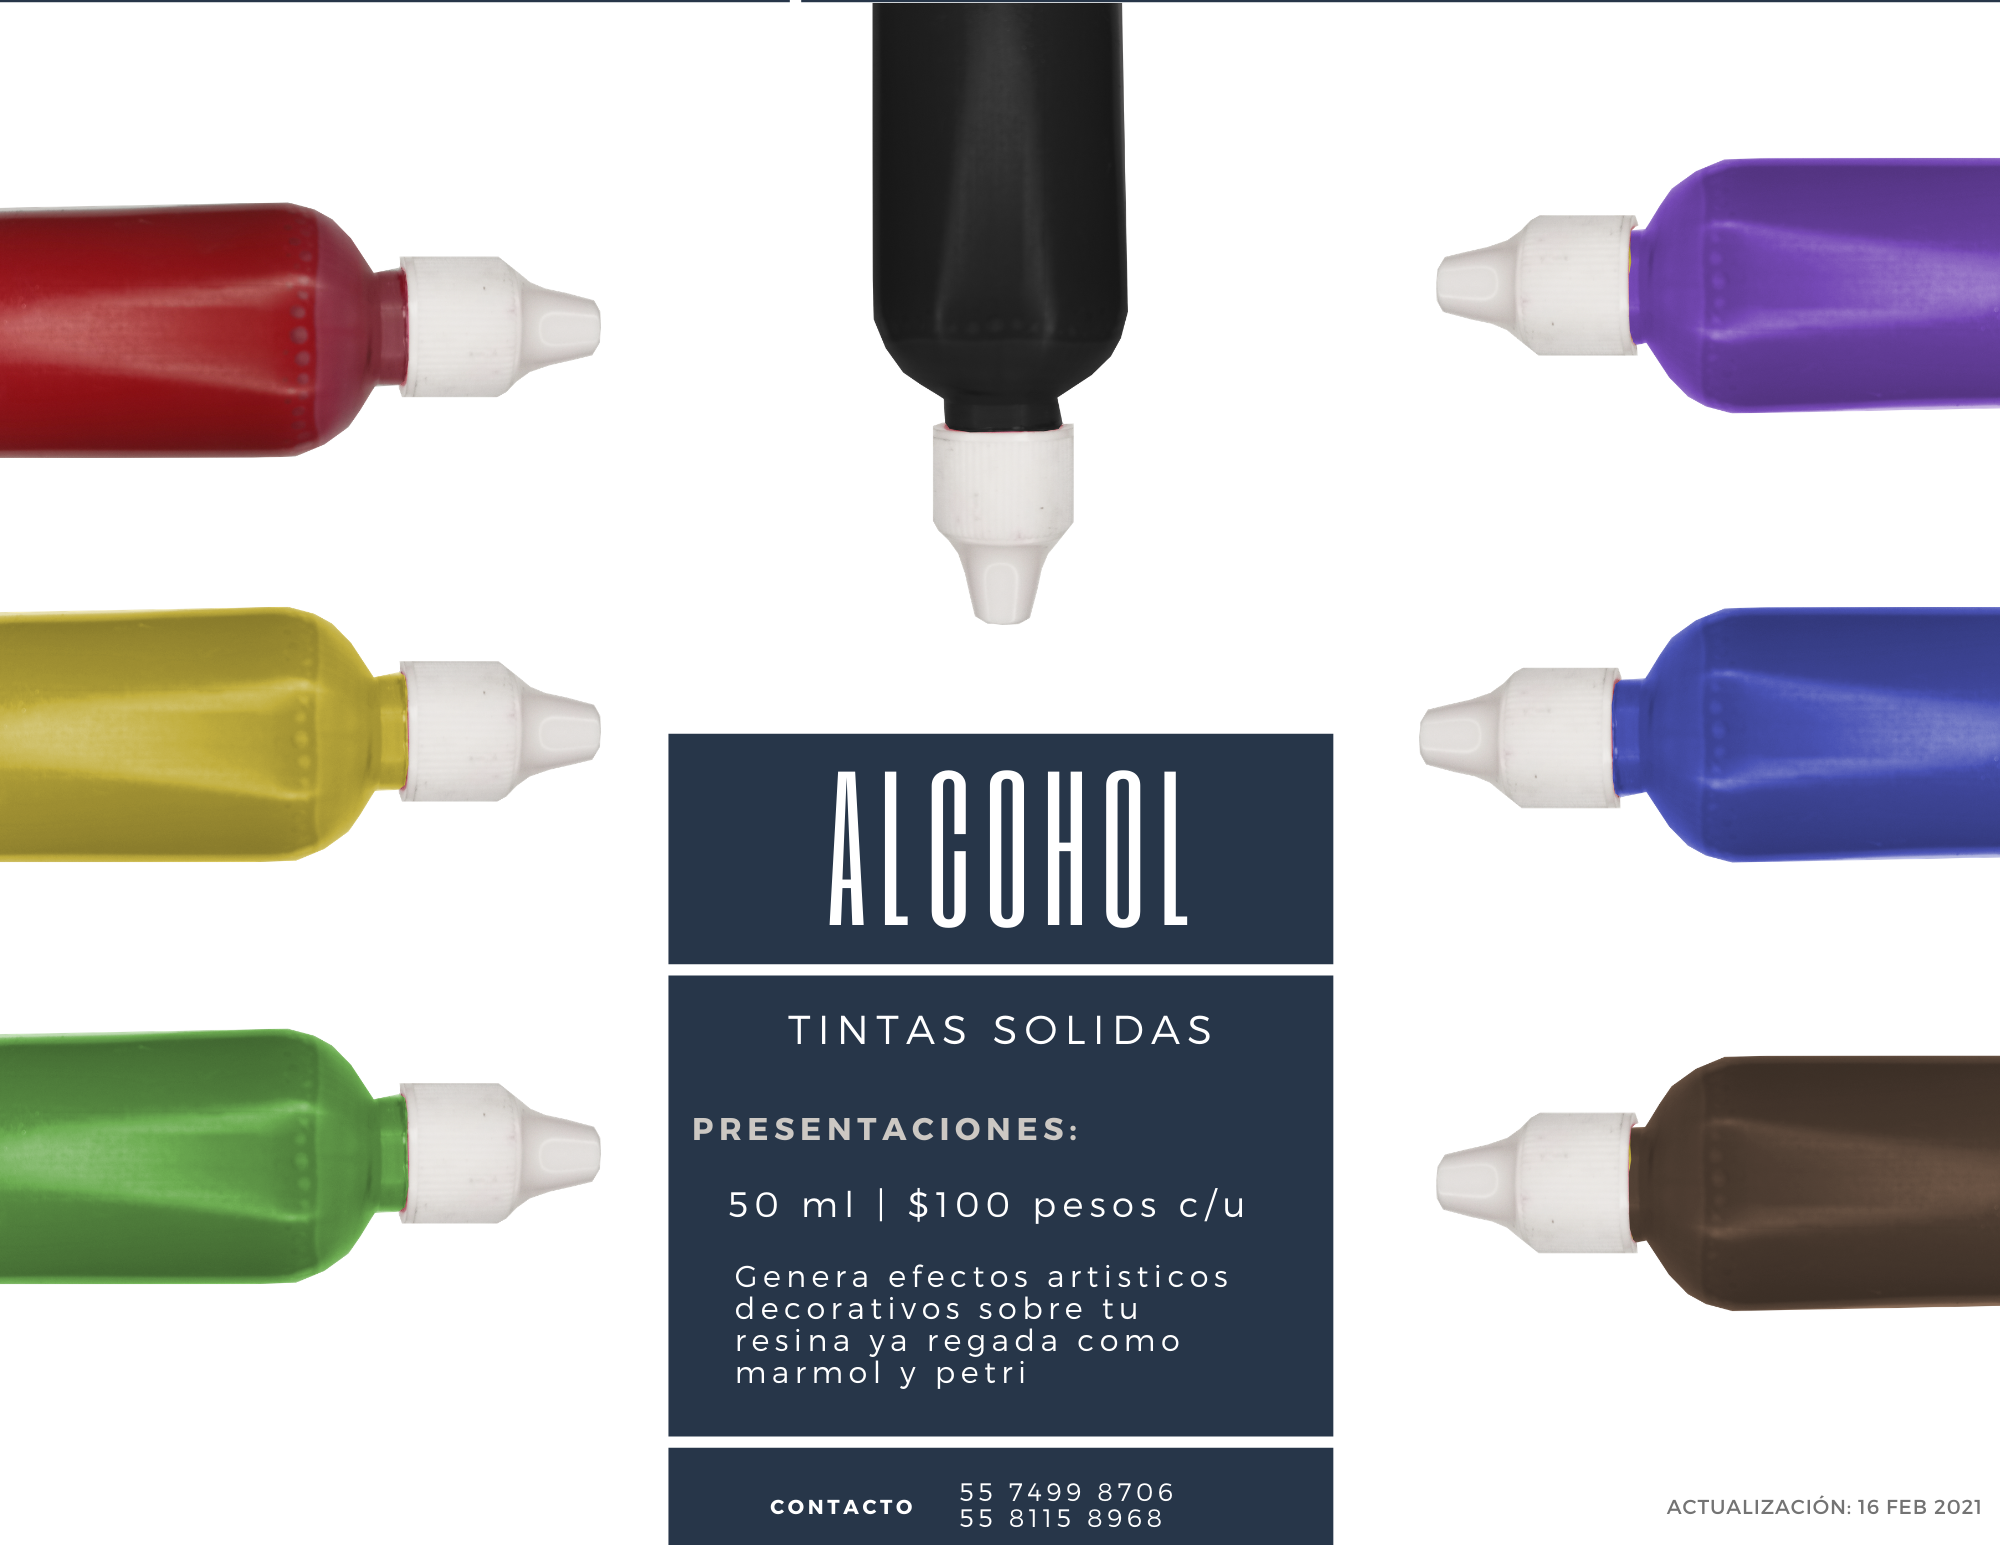 ALCOHOL
TINTAS SOLIDAS
PRESENTACIONES:
50 ml | $100 pesos c/u
Genera efectos artisticos
decorativos sobre tu
resina ya regada como
marmol y petri
CONTACTO
55 7499 8706
55 8115 8968
ACTUALIZACIÓN: 16 FEB 2021